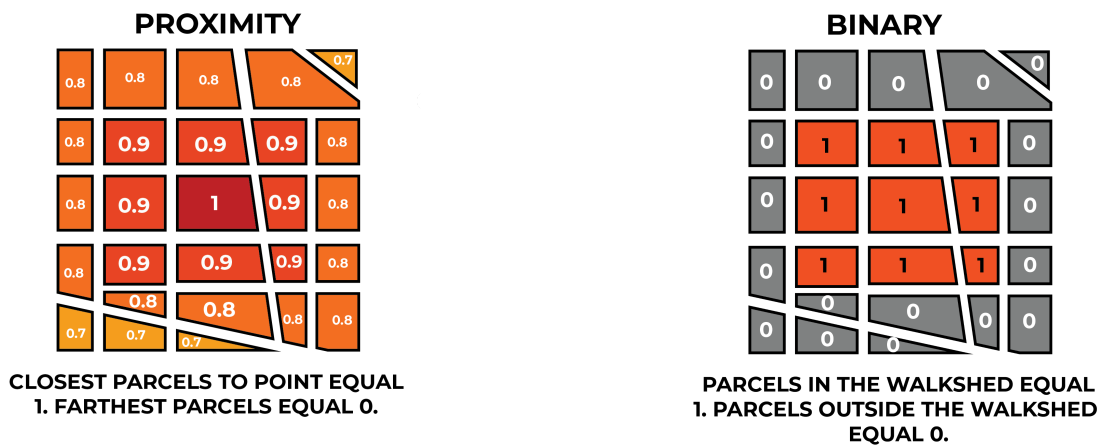 PROXIMITY
0.8 0.8 0.8 0.8 0.7
0.8 0.9 0.9 0.9 0.8
0.8 0.9 1 0.9 0.8
0.8 0.9 0.9 0.9 0.8
0.8 0.8 0.8 0.8
0.7 0.7 0.7
CLOSEST PARCELS TO POINT EQUAL
1. FARTHEST PARCELS EQUAL 0.
BINARY
0 0 0 0 0
0 1 1 1 0
0 1 1 1 0
0 1 1 1 0
0 0 0 0
0 0 0
PARCELS IN THE WALKSHED EQUAL
1. PARCELS OUTSIDE THE WALKSHED
EQUAL 0.